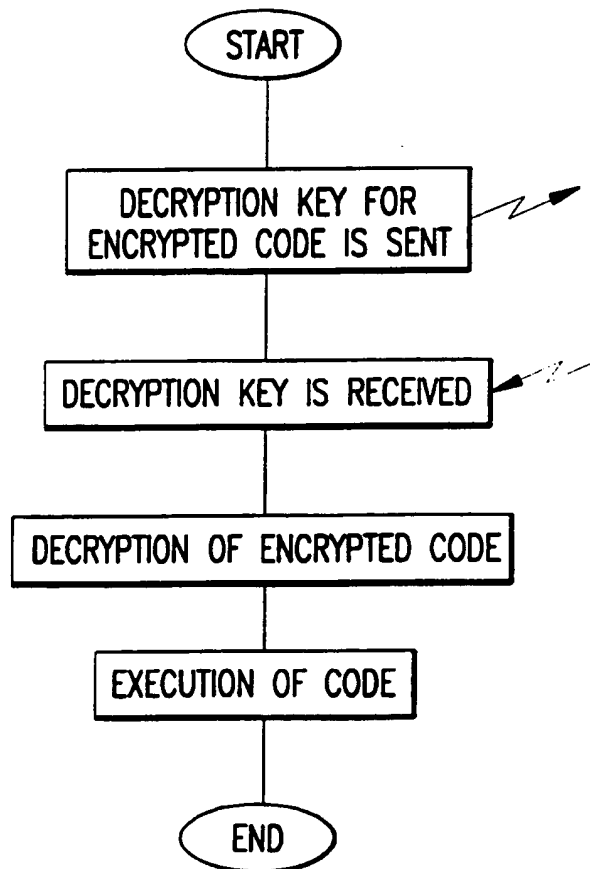 START
DECRYPTION KEY FOR
ENCRYPTED CODE IS SENT
DECRYPTION KEY IS RECEIVED
DECRYPTION OF ENCRYPTED CODE
EXECUTION OF CODE
END